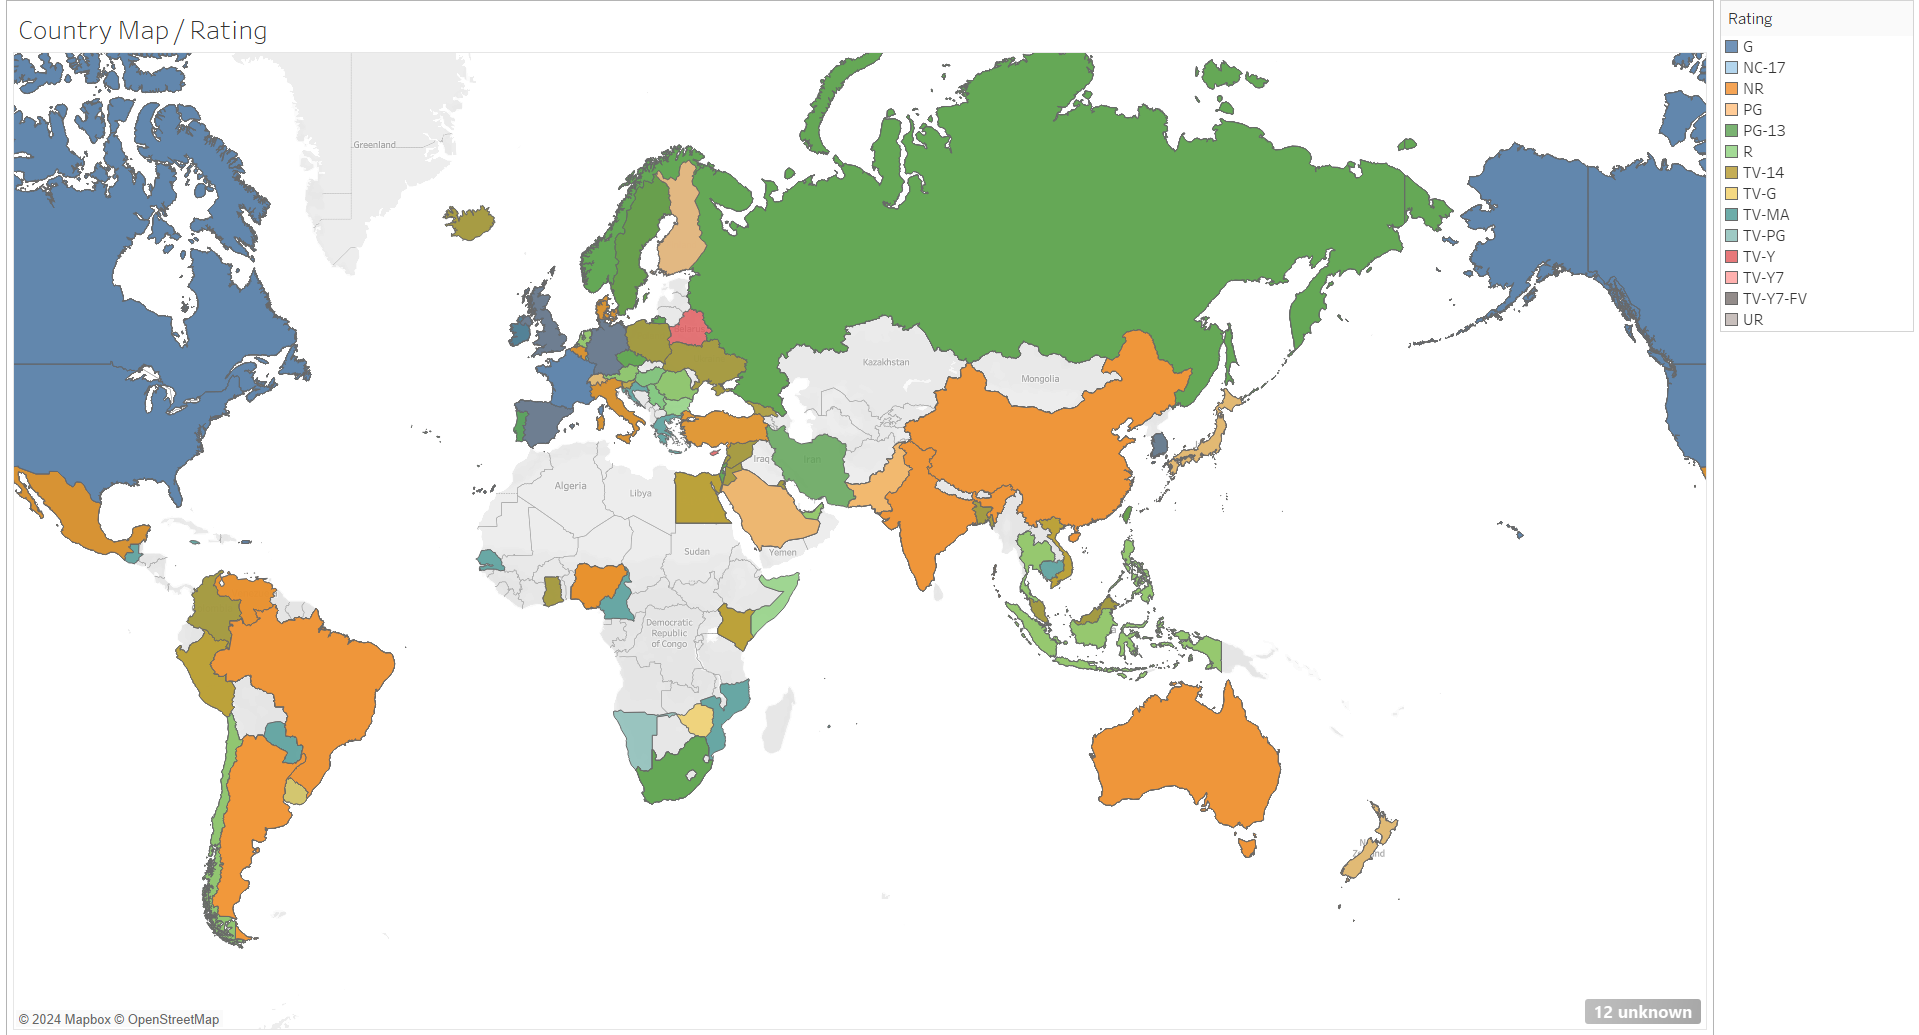 Country Map / Rating
Greenland
Kazakhstan
Mongolia
Iraq
Iran
Algeria
Libya
Sudan
Yemen
Democratic
Republic
of Congo
© 2024 Mapbox © OpenStreetMap
12 unknown
Rating
G
NC-17
NR
PG
PG-13
R
TV-14
TV-G
TV-MA
TV-PG
TV-Y
TV-Y7
TV-Y7-FV
UR